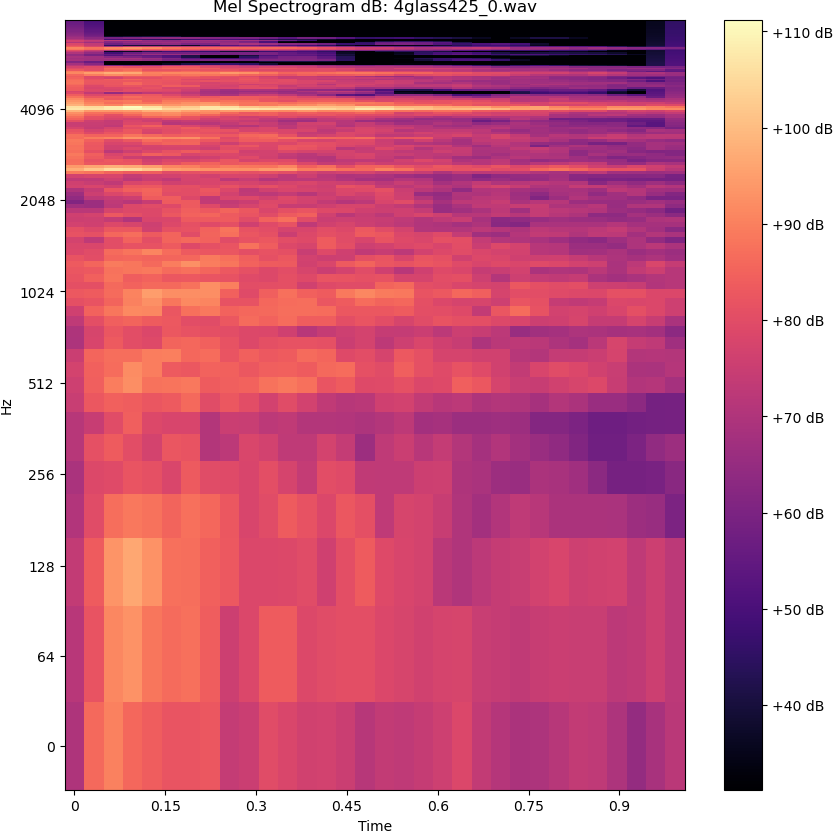 Mel Spectrogram dB: 4glass425_0.wav
+110 dB
4096
+100 dB
2048
+90 dB
1024
+80 dB
512
Hz
+70 dB
256
+60 dB
128
+50 dB
64
+40 dB
0
0 0.15 0.3 0.45 0.6 0.75 0.9
Time